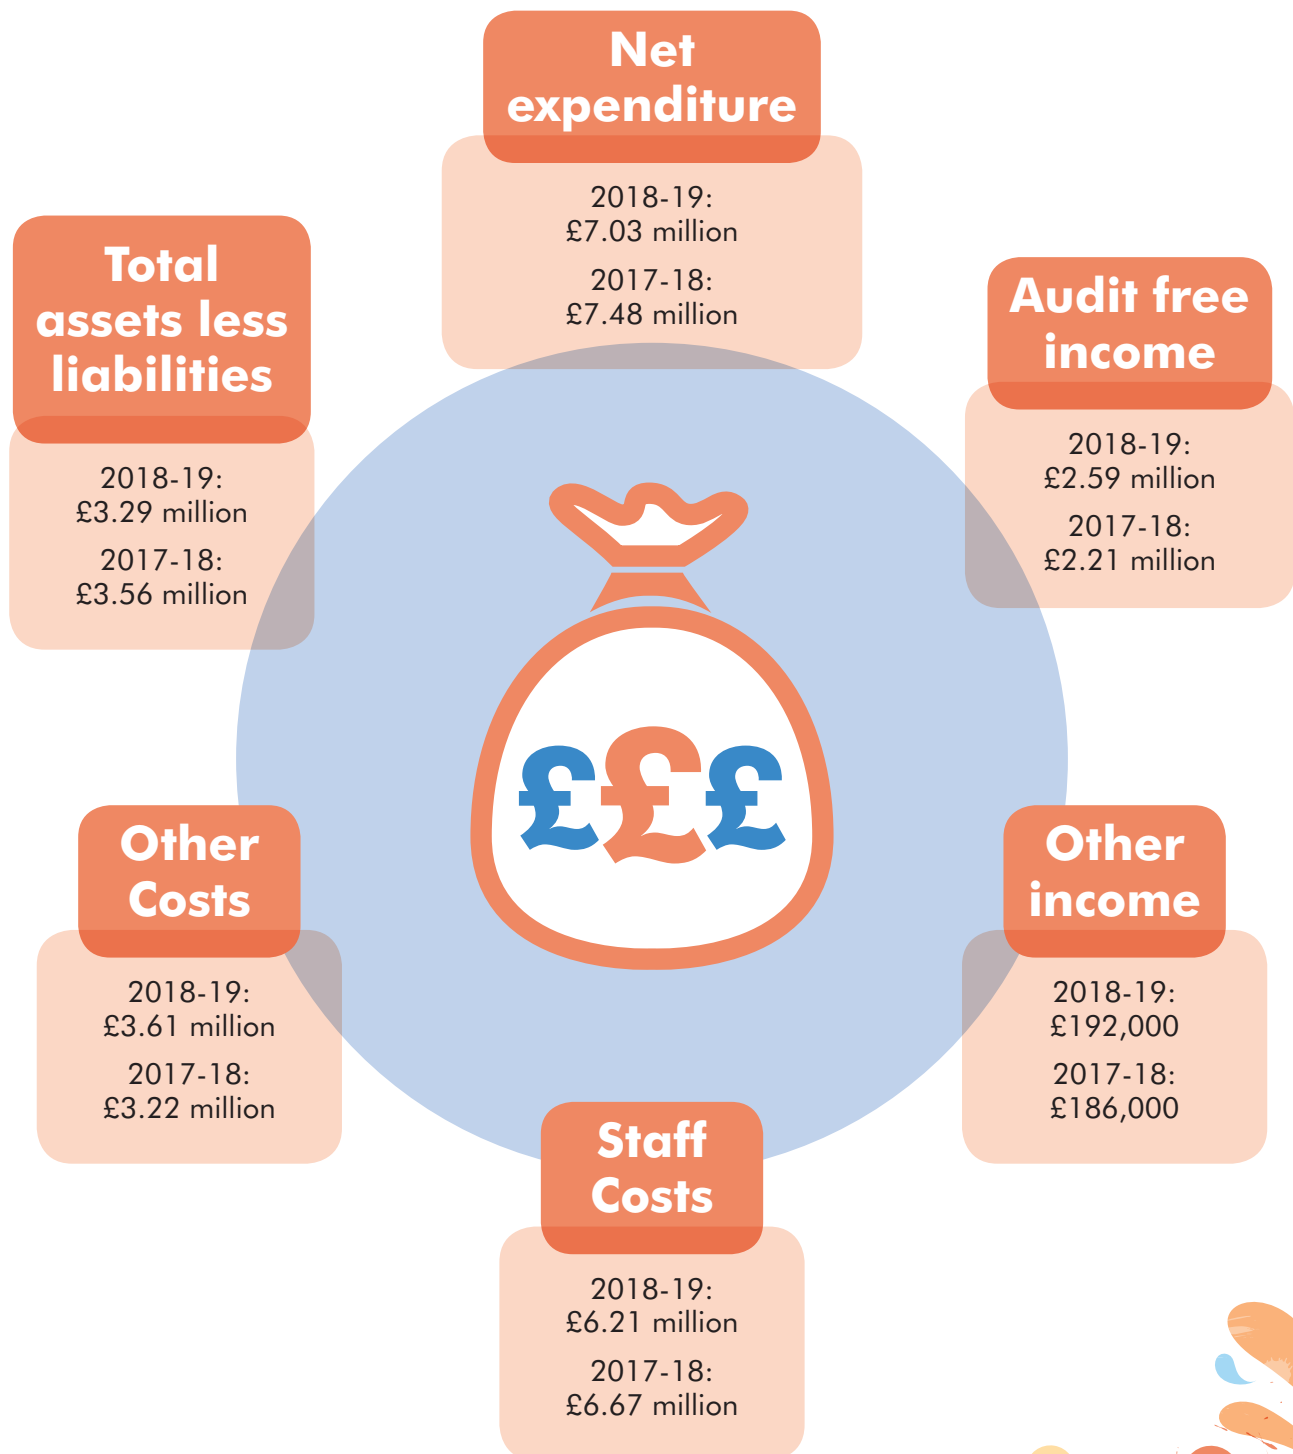 Net
expenditure
2018-19:
£7.03 million
2017-18:
£7.48 million
Total
assets less
liabilities
2018-19:
£3.29 million
2017-18:
£3.56 million
Audit free
income
2018-19:
£2.59 million
2017-18:
£2.21 million
£££
Other
Costs
2018-19:
£3.61 million
2017-18:
£3.22 million
Other
income
2018-19:
£192,000
2017-18:
£186,000
Staff
Costs
2018-19:
£6.21 million
2017-18:
£6.67 million